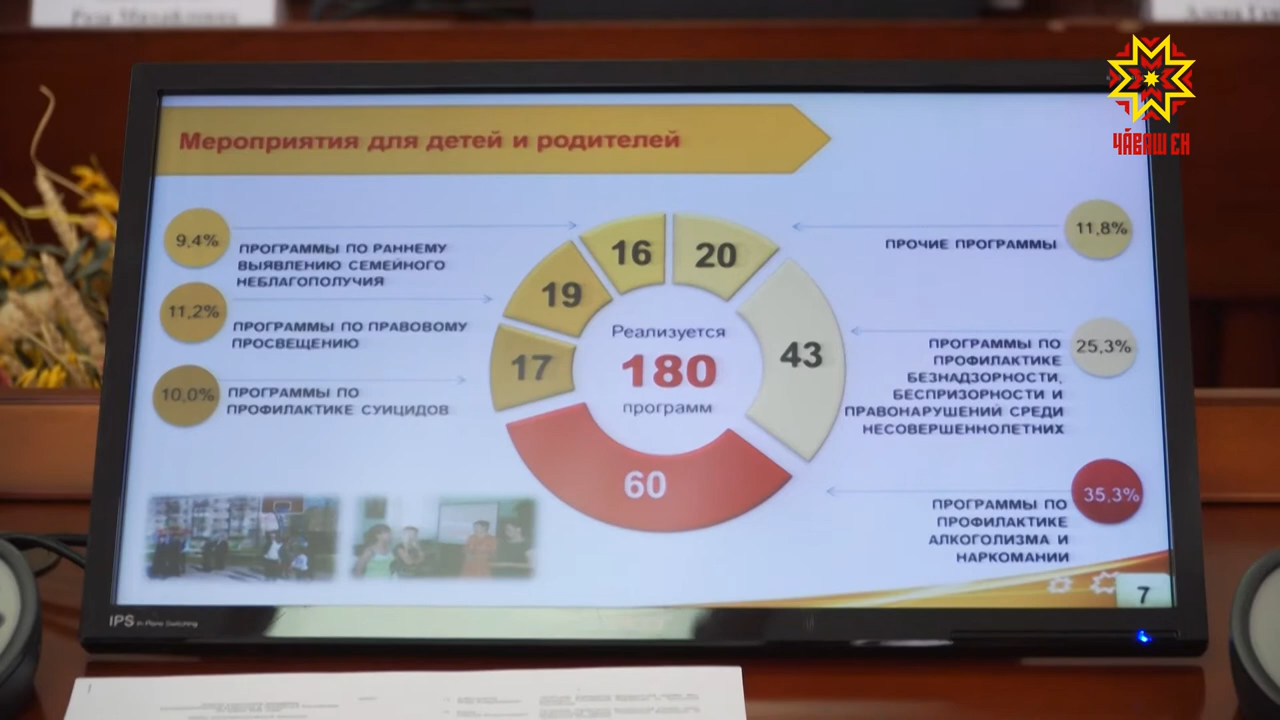 ЧĂВАШ ЕН
Мероприятия для детей и родителей
9,4%
ПРОГРАММЫ ПО РАННЕМУ
ВЫЯВЛЕНИЮ СЕМЕЙНОГО
НЕБЛАГОПОЛУЧИЯ
11,2%
ПРОГРАММЫ ПО ПРАВОВОМУ
ПРОСВЕЩЕНИЮ
10,0%
ПРОГРАММЫ ПО
ПРОФИЛАКТИКЕ СУИЦИДОВ
16
20
19
43
17
60
Реализуется
180
программ
11,8%
ПРОЧИЕ ПРОГРАММЫ
25,3%
ПРОГРАММЫ ПО
ПРОФИЛАКТИКЕ
БЕЗНАДЗОРНОСТИ,
БЕСПРИЗОРНОСТИ И
ПРАВОНАРУШЕНИЙ СРЕДИ
НЕСОВЕРШЕННОЛЕТНИХ
35,3%
ПРОГРАММЫ ПО
ПРОФИЛАКТИКЕ
АЛКОГОЛИЗМА И
НАРКОМАНИИ
7
IPS In Plane Switching